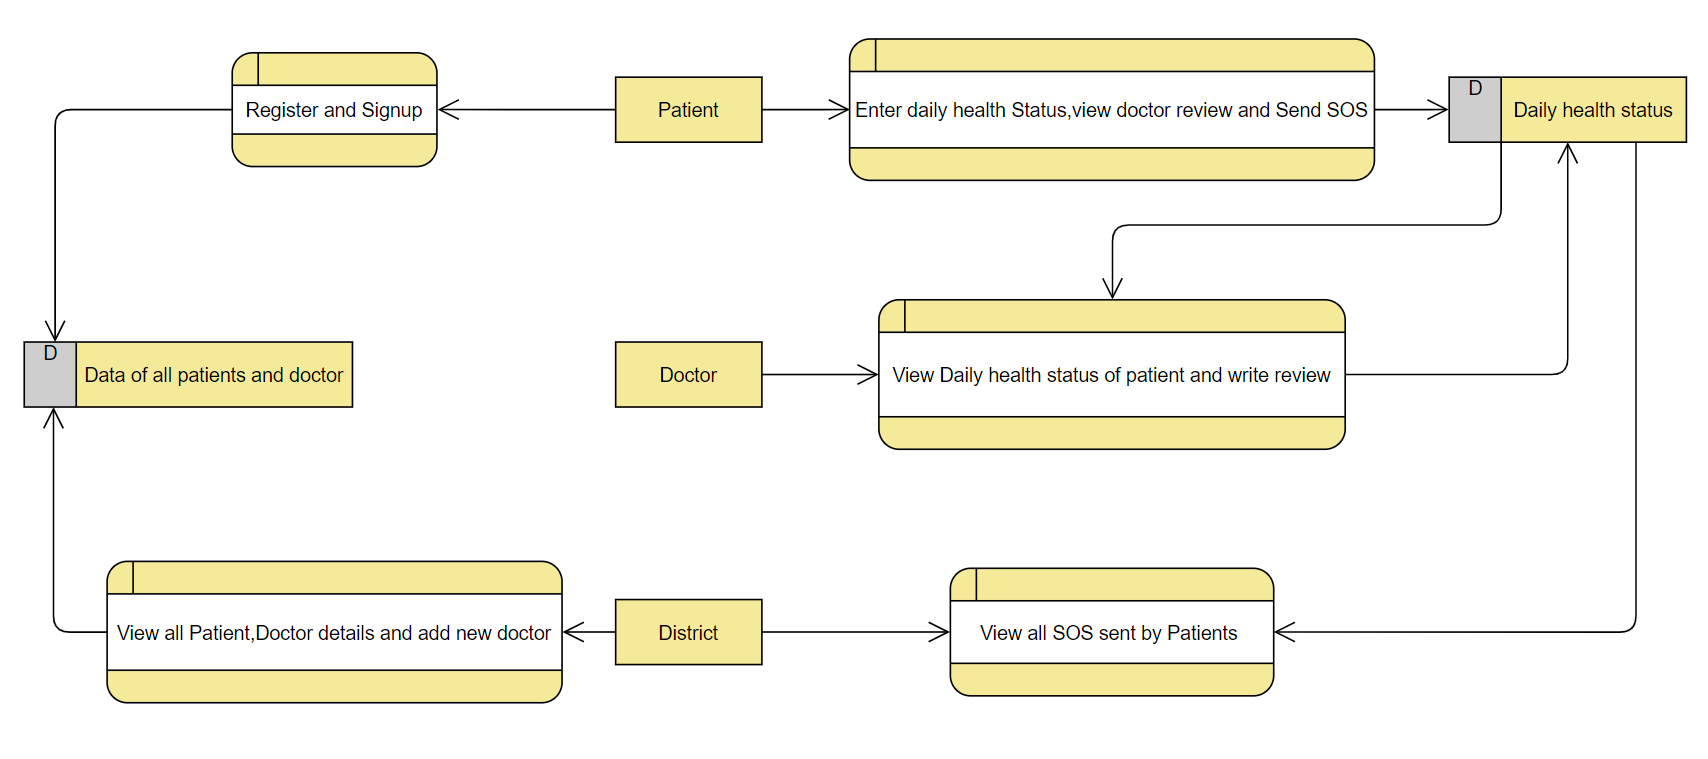 Register and Signup
Patient
Enter daily health Status,view doctor review and Send SOS
D
Daily health status
D
Data of all patients and doctor
Doctor
View Daily health status of patient and write review
View all Patient,Doctor details and add new doctor
District
View all SOS sent by Patients